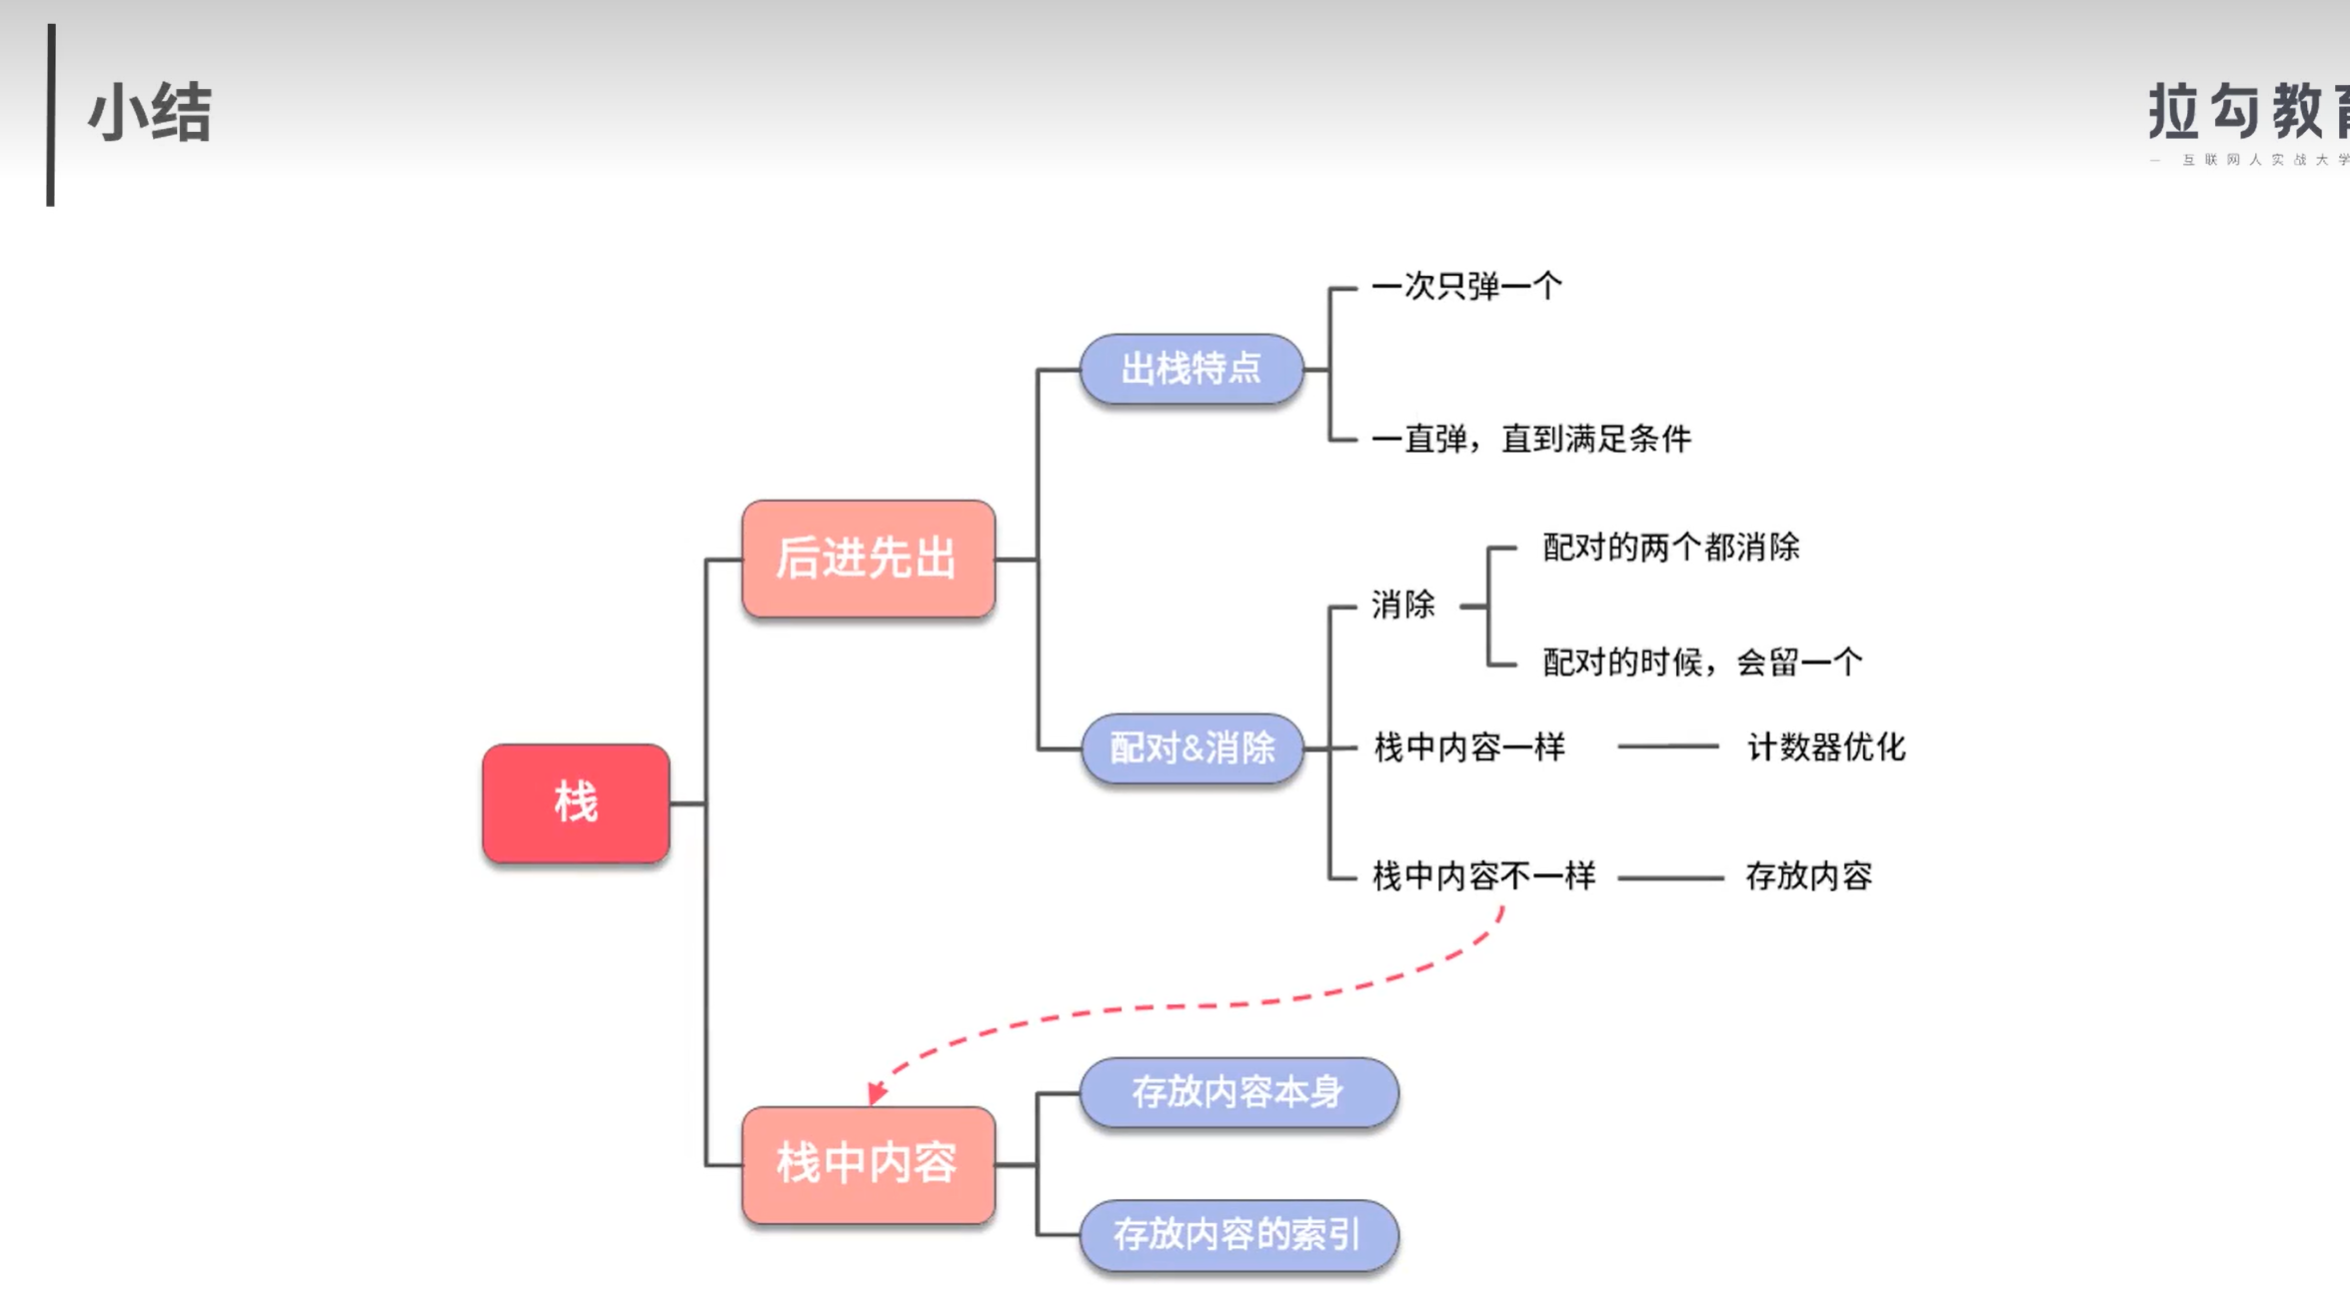 小结
拉勾教育
— 互联网人实战大学
一次只弹一个
出栈特点
一直弹，直到满足条件
后进先出
配对的两个都消除
消除
配对的时候，会留一个
配对&消除
栈中内容一样
计数器优化
栈
栈中内容不一样
存放内容
存放内容本身
栈中内容
存放内容的索引